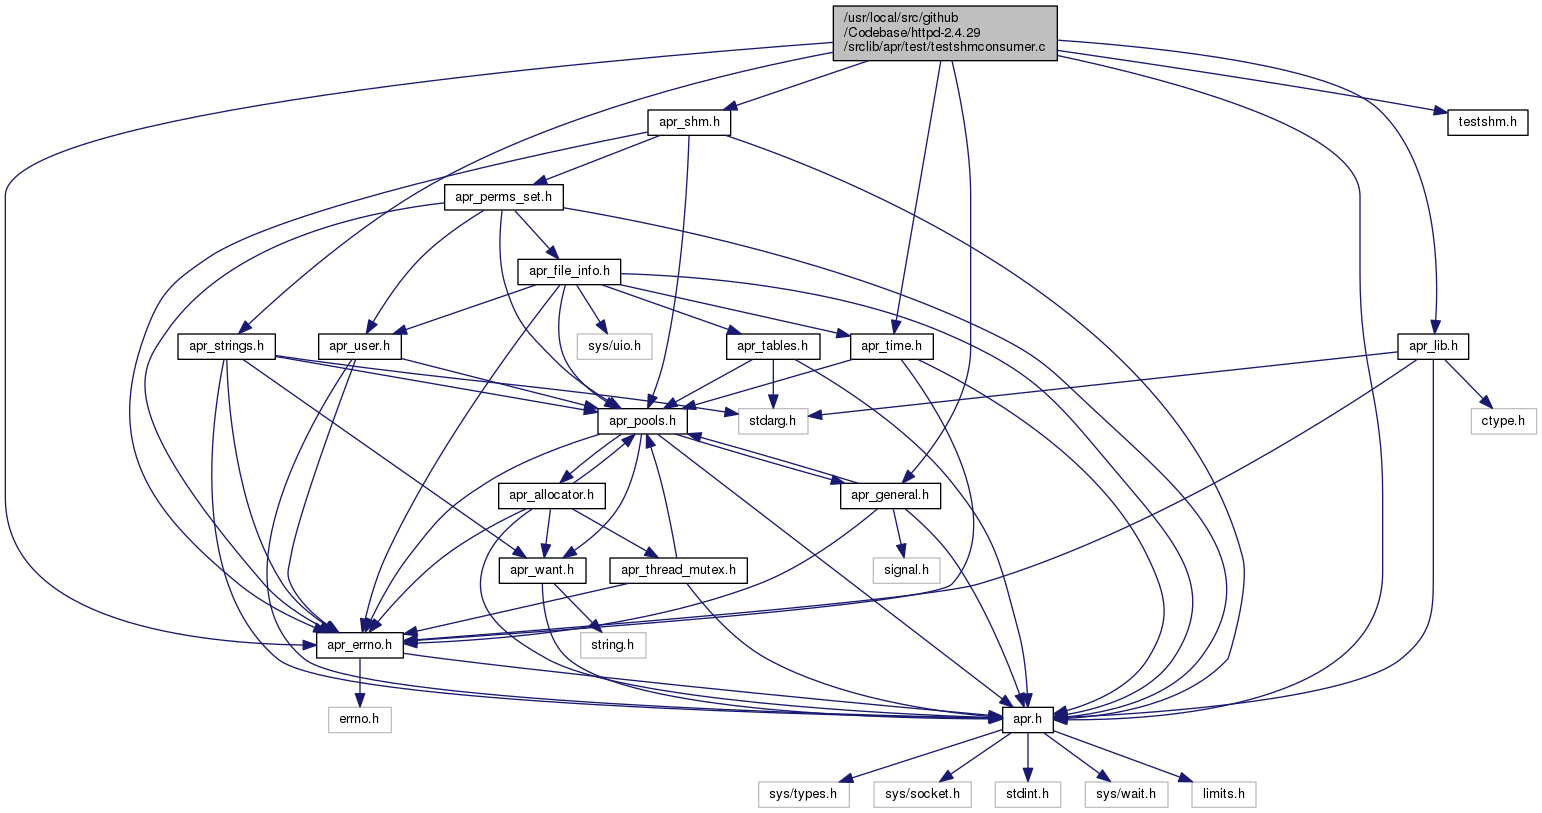 /usr/local/src/github
/Codebase/httpd-2.4.29
/srclib/apr/test/testshmconsumer.c
apr_shm.h
testshm.h
apr_perms_set.h
apr_file_info.h
apr_strings.h
apr_user.h
sys/uio.h
apr_tables.h
apr_time.h
apr_lib.h
apr_pools.h
stdarg.h
ctype.h
apr_allocator.h
apr_general.h
apr_want.h
apr_thread_mutex.h
signal.h
apr_errno.h
string.h
errno.h
apr.h
sys/types.h
sys/socket.h
stdint.h
sys/wait.h
limits.h